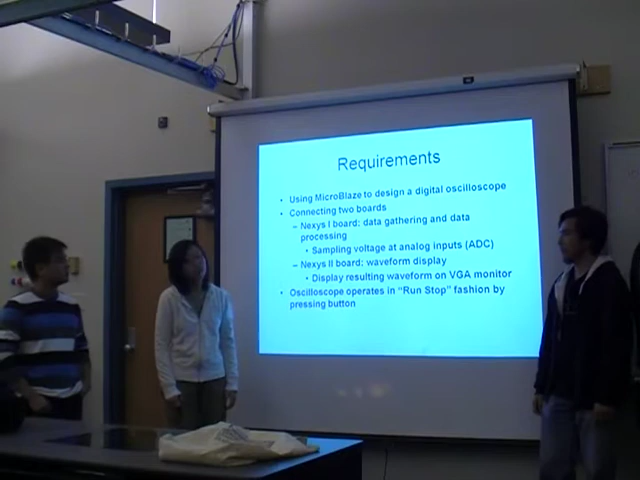 Requirements
• Using MicroBlaze to design a digital oscilloscope
• Connecting two boards
– Nexys I board: data gathering and data
processing
• Sampling voltage at analog inputs (ADC)
– Nexys II board: waveform display
• Display resulting waveform on VGA monitor
• Oscilloscope operates in “Run Stop” fashion by
pressing button